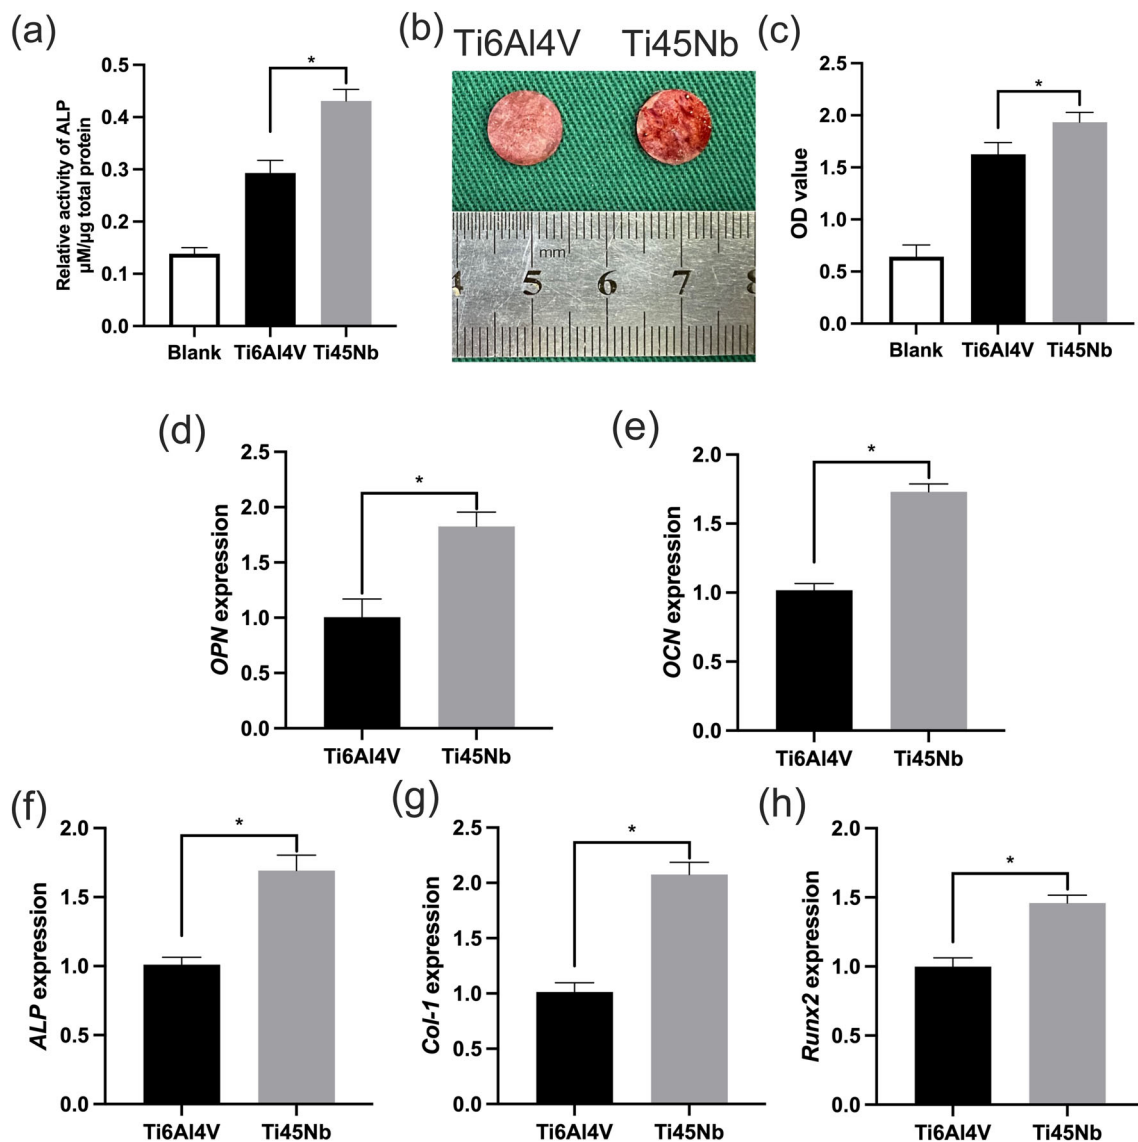 (a)
0.5
0.4
0.3
0.2
0.1
0.0
Relative activity of ALP
µM/µg total protein
*
Blank
Ti6Al4V
Ti45Nb
(b)
Ti6Al4V
Ti45Nb
mm
4
5
6
7
8
(c)
2.5
2.0
1.5
1.0
0.5
0.0
OD value
*
Blank
Ti6Al4V
Ti45Nb
(d)
2.5
2.0
1.5
1.0
0.5
0.0
OPN expression
*
Ti6Al4V
Ti45Nb
(e)
2.0
1.5
1.0
0.5
0.0
OCN expression
*
Ti6Al4V
Ti45Nb
(f)
2.0
1.5
1.0
0.5
0.0
ALP expression
*
Ti6Al4V
Ti45Nb
(g)
2.5
2.0
1.5
1.0
0.5
0.0
Col-1 expression
*
Ti6Al4V
Ti45Nb
(h)
2.0
1.5
1.0
0.5
0.0
Runx2 expression
*
Ti6Al4V
Ti45Nb